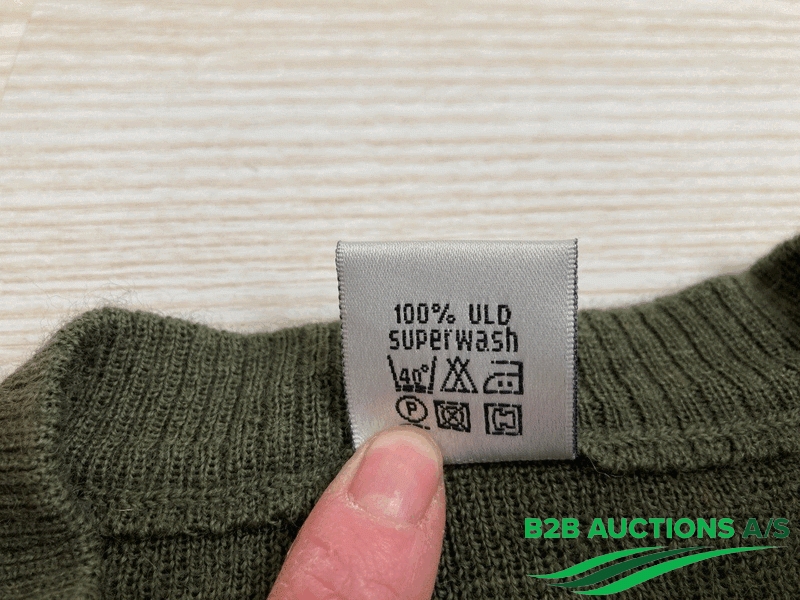 100% ULD
superwash
40°
P
B2B AUCTIONS A/S